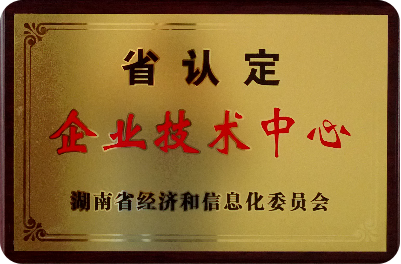 省认定
企业技术中心
湖南省经济和信息化委员会